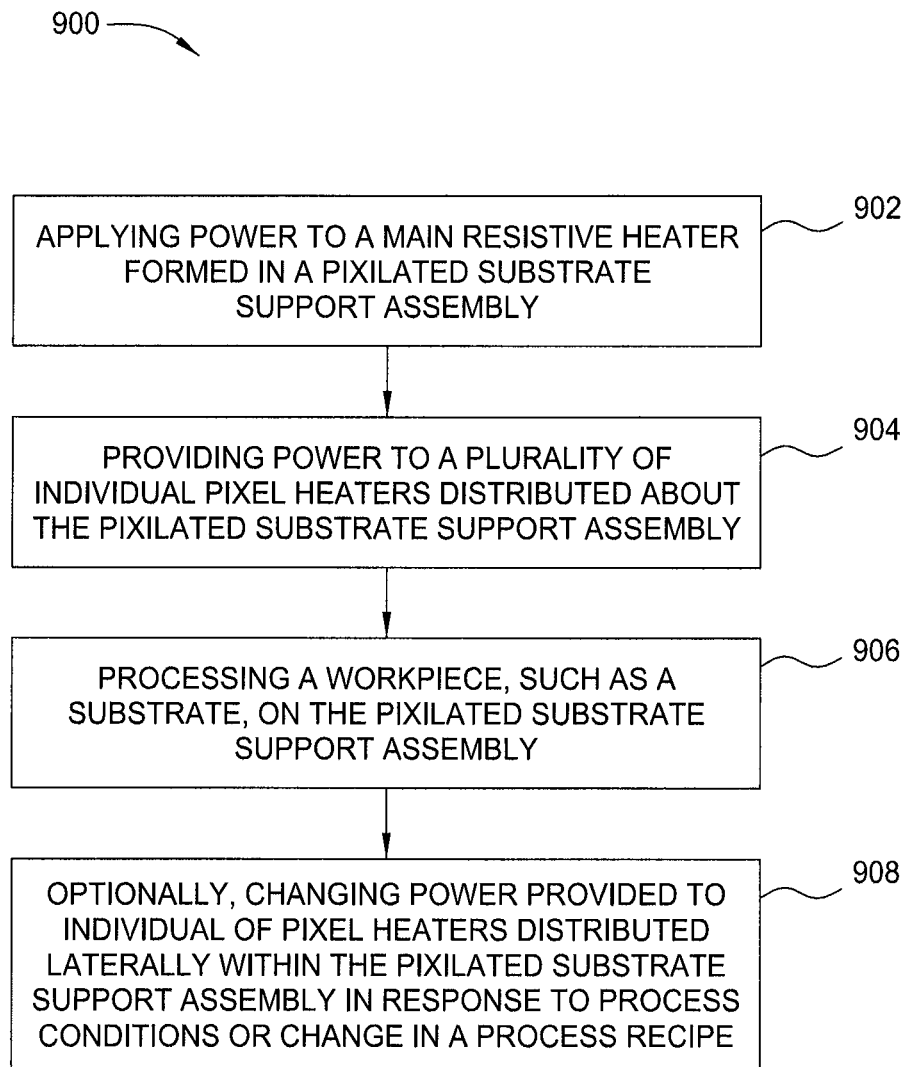 900
902
APPLYING POWER TO A MAIN RESISTIVE HEATER
FORMED IN A PIXILATED SUBSTRATE
SUPPORT ASSEMBLY
904
PROVIDING POWER TO A PLURALITY OF
INDIVIDUAL PIXEL HEATERS DISTRIBUTED ABOUT
THE PIXILATED SUBSTRATE SUPPORT ASSEMBLY
906
PROCESSING A WORKPIECE, SUCH AS A
SUBSTRATE, ON THE PIXILATED SUBSTRATE
SUPPORT ASSEMBLY
908
OPTIONALLY, CHANGING POWER PROVIDED TO
INDIVIDUAL OF PIXEL HEATERS DISTRIBUTED
LATERALLY WITHIN THE PIXILATED SUBSTRATE
SUPPORT ASSEMBLY IN RESPONSE TO PROCESS
CONDITIONS OR CHANGE IN A PROCESS RECIPE